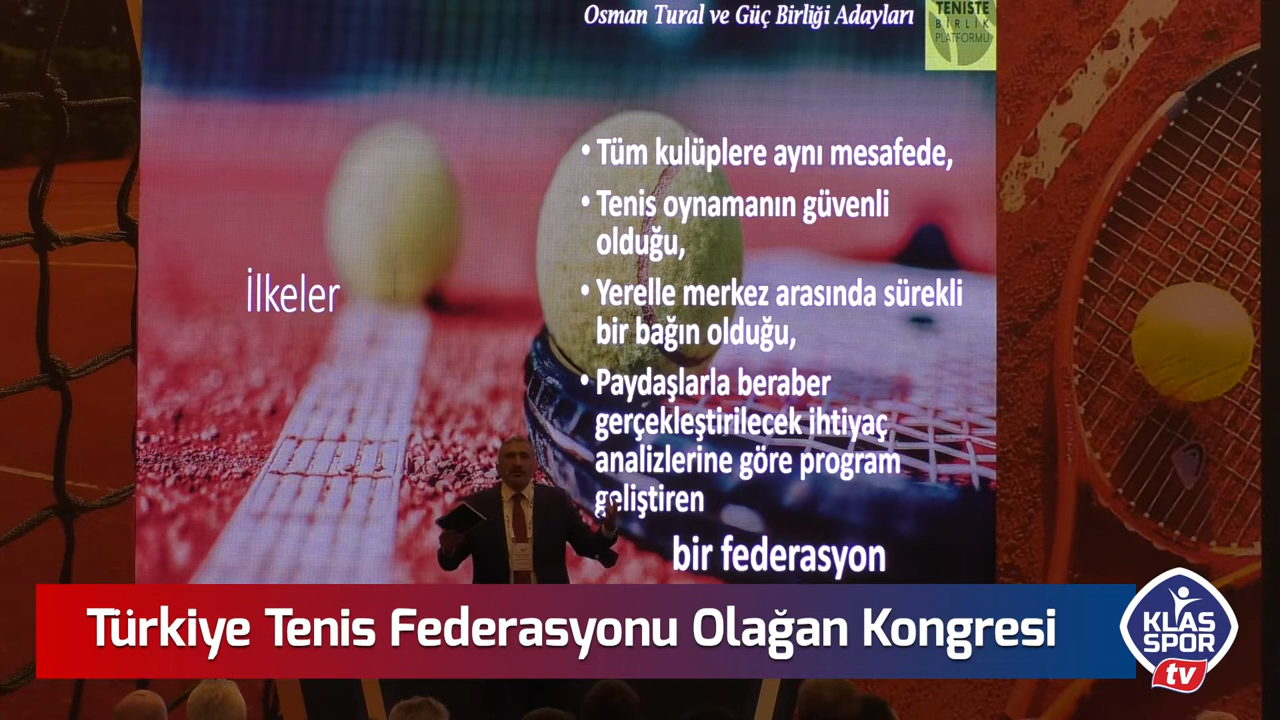 Osman Tural ve Güç Birliği Adayları
TENİSTE
BİRLİK
PLATFORMU
İlkeler
• Tüm kulüplere aynı mesafede,
• Tenis oynamanın güvenli
olduğu,
• Yerelle merkez arasında sürekli
bir bağın olduğu,
• Paydaşlarla beraber
gerçekleştirilecek ihtiyaç
analizlerine göre program
geliştiren
bir federasyon
Türkiye Tenis Federasyonu Olağan Kongresi
KLAS
SPOR
tv